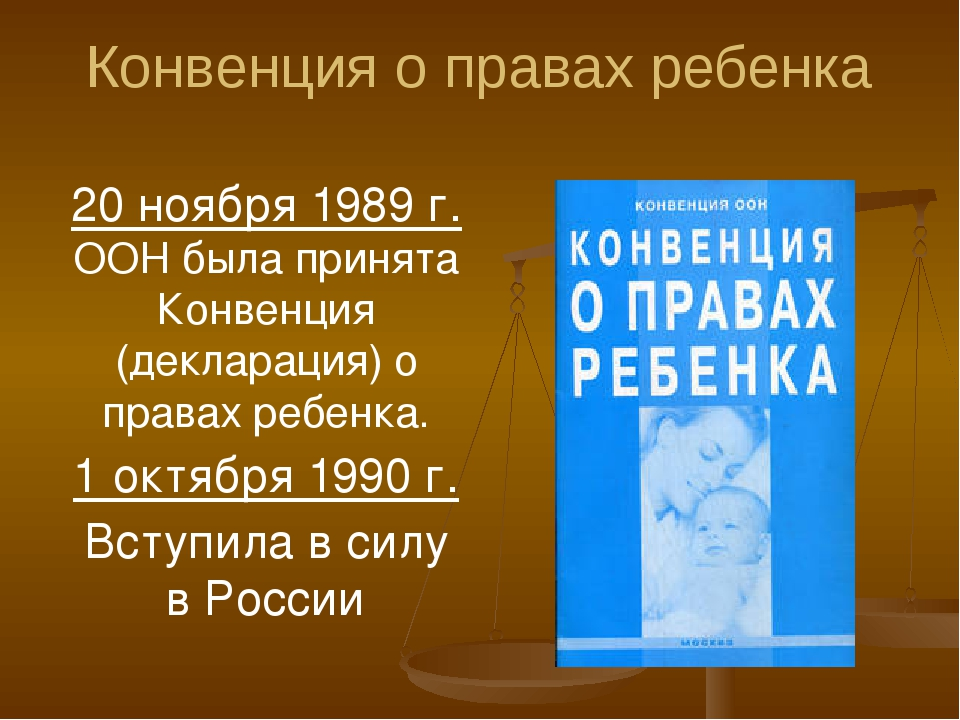 Конвенция о правах ребенка
20 ноября 1989 г.
ООН была принята
Конвенция
(декларация) о
правах ребенка.
1 октября 1990 г.
Вступила в силу
в России
КОНВЕНЦИЯ ООН
КОНВЕНЦИЯ
О ПРАВАХ
РЕБЕНКА
МОСКВА